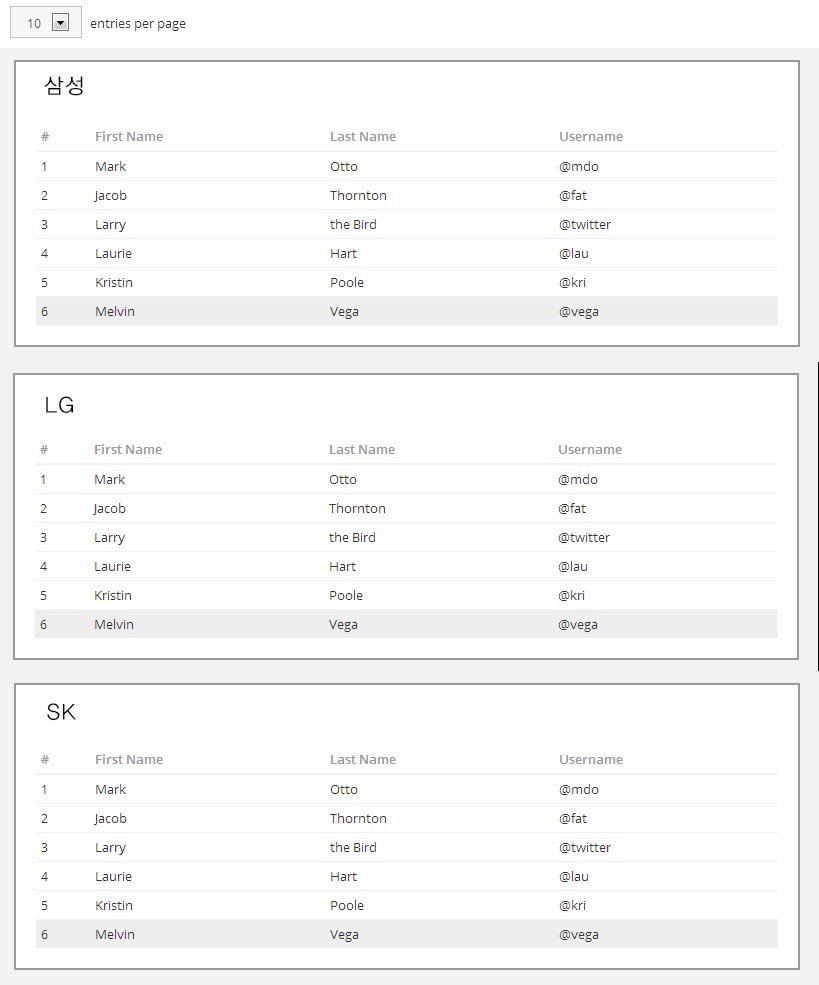 10 entries per page
삼성
# First Name Last Name Username
1 Mark Otto @mdo
2 Jacob Thornton @fat
3 Larry the Bird @twitter
4 Laurie Hart @lau
5 Kristin Poole @kri
6 Melvin Vega @vega
LG
# First Name Last Name Username
1 Mark Otto @mdo
2 Jacob Thornton @fat
3 Larry the Bird @twitter
4 Laurie Hart @lau
5 Kristin Poole @kri
6 Melvin Vega @vega
SK
# First Name Last Name Username
1 Mark Otto @mdo
2 Jacob Thornton @fat
3 Larry the Bird @twitter
4 Laurie Hart @lau
5 Kristin Poole @kri
6 Melvin Vega @vega